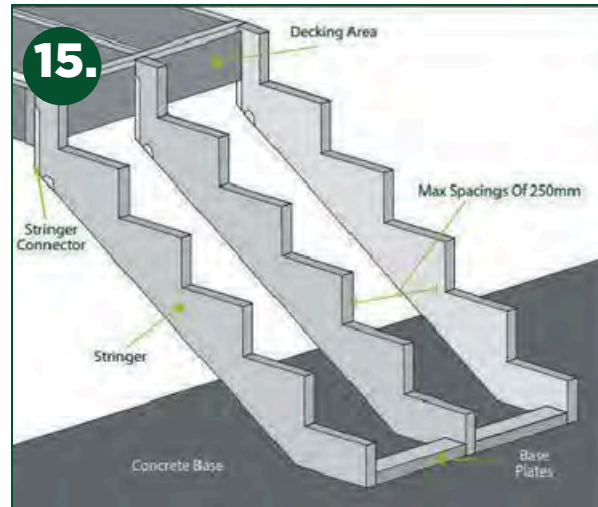 15.
Decking Area
Max Spacings Of 250mm
Stringer
Connector
Stringer
Concrete Base
Base
Plates